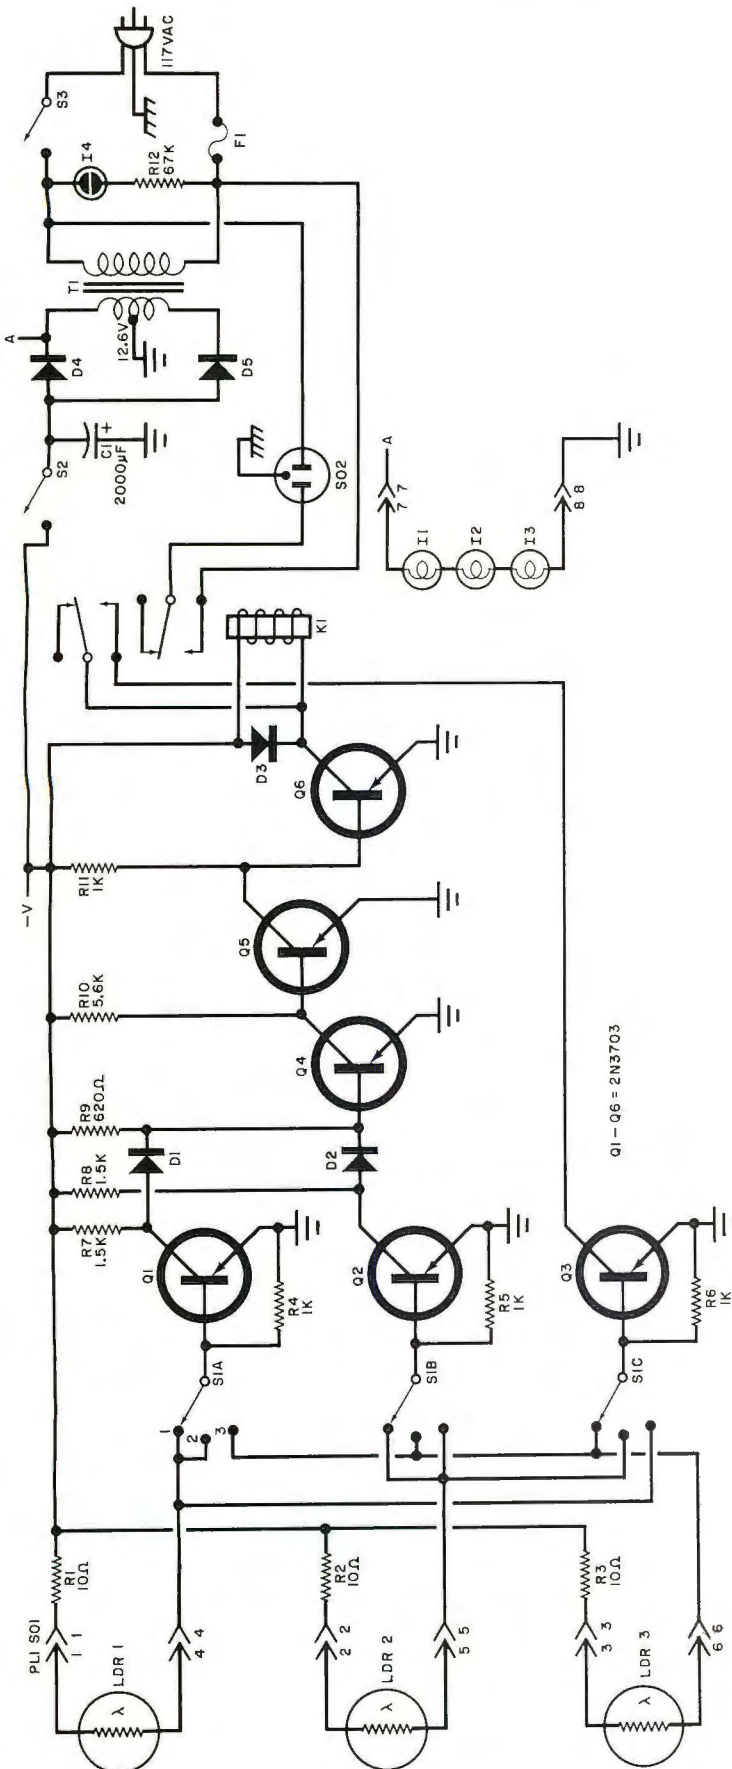 PL1 S01
1 1
R1
10Ω
LDR 1
λ
4 4
2 2
R2
10Ω
LDR 2
λ
5 5
3 3
R3
10Ω
LDR 3
λ
6 6
1
2
3
S1A
S1B
S1C
R4
1K
R5
1K
R6
1K
Q1
Q2
Q3
R7
1.5K
R8
1.5K
R9
620Ω
D1
D2
Q4
R10
5.6K
Q5
R11
1K
-V
Q6
D3
K1
Q1-Q6=2N3703
S2
C1 +
2000µF
D4
D5
A
12.6V
T1
S02
I4
R12
67K
S3
F1
117VAC
A
7 7
I1
I2
I3
8 8